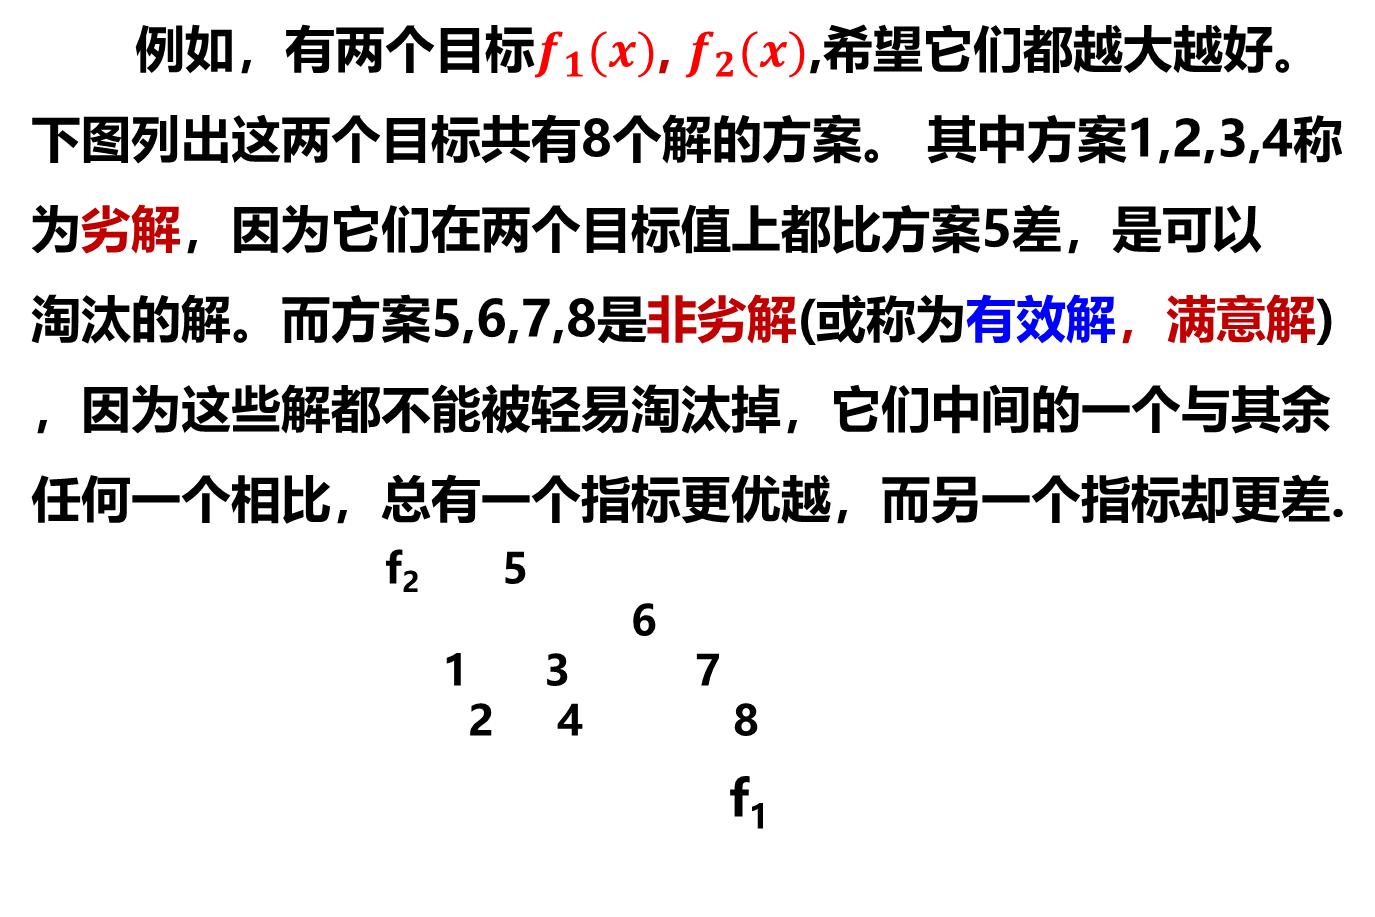 例如，有两个目标f₁(x), f₂(x),希望它们都越大越好。
下图列出这两个目标共有8个解的方案。 其中方案1,2,3,4称
为劣解，因为它们在两个目标值上都比方案5差，是可以
淘汰的解。而方案5,6,7,8是非劣解(或称为有效解，满意解)
，因为这些解都不能被轻易淘汰掉，它们中间的一个与其余
任何一个相比，总有一个指标更优越，而另一个指标却更差.
f₂ 5
6
1 3 7
2 4 8
f₁